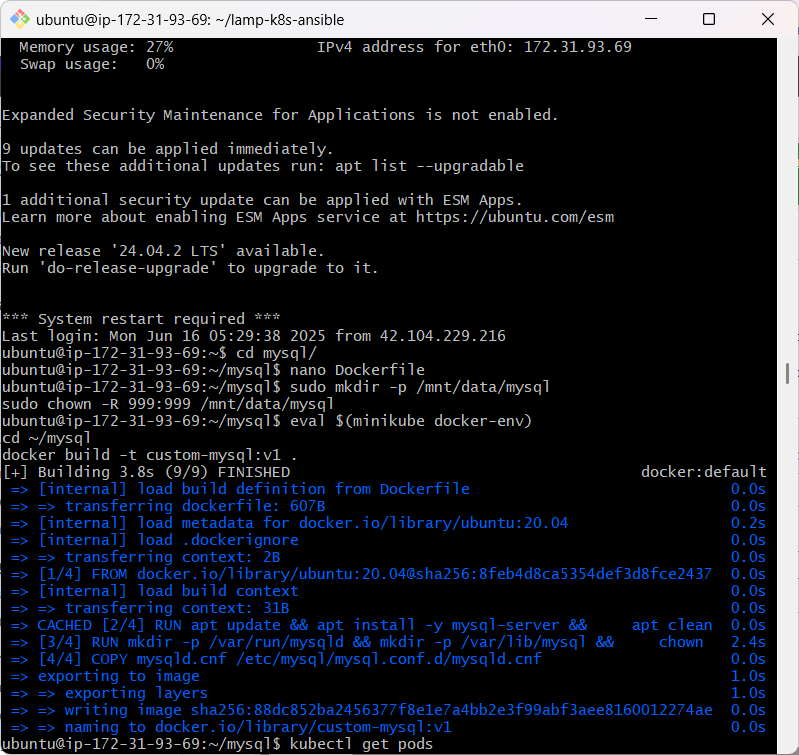 ubuntu@ip-172-31-93-69: ~/lamp-k8s-ansible
Memory usage: 27%                IPv4 address for eth0: 172.31.93.69
Swap usage:   0%
Expanded Security Maintenance for Applications is not enabled.
9 updates can be applied immediately.
To see these additional updates run: apt list --upgradable
1 additional security update can be applied with ESM Apps.
Learn more about enabling ESM Apps service at https://ubuntu.com/esm
New release '24.04.2 LTS' available.
Run 'do-release-upgrade' to upgrade to it.
*** System restart required ***
Last login: Mon Jun 16 05:29:38 2025 from 42.104.229.216
ubuntu@ip-172-31-93-69:~$ cd mysql/
ubuntu@ip-172-31-93-69:~/mysql$ nano Dockerfile
ubuntu@ip-172-31-93-69:~/mysql$ sudo mkdir -p /mnt/data/mysql
sudo chown -R 999:999 /mnt/data/mysql
ubuntu@ip-172-31-93-69:~/mysql$ eval $(minikube docker-env)
cd ~/mysql
docker build -t custom-mysql:v1 .
[+] Building 3.8s (9/9) FINISHED                                       docker:default
=> [internal] load build definition from Dockerfile                             0.0s
=> => transferring dockerfile: 607B                                             0.0s
=> [internal] load metadata for docker.io/library/ubuntu:20.04                  0.2s
=> [internal] load .dockerignore                                                0.0s
=> => transferring context: 2B                                                  0.0s
=> [1/4] FROM docker.io/library/ubuntu:20.04@sha256:8feb4d8ca5354def3d8fce2437  0.0s
=> [internal] load build context                                                0.0s
=> => transferring context: 31B                                                 0.0s
=> CACHED [2/4] RUN apt update && apt install -y mysql-server &&     apt clean  0.0s
=> [3/4] RUN mkdir -p /var/run/mysqld && mkdir -p /var/lib/mysql &&     chown   2.4s
=> [4/4] COPY mysqld.cnf /etc/mysql/mysql.conf.d/mysqld.cnf                     0.0s
=> exporting to image                                                           1.0s
=> => exporting layers                                                          1.0s
=> => writing image sha256:88dc852ba2456377f8e1e7a4bb2e3f99abf3aee8160012274ae  0.0s
=> => naming to docker.io/library/custom-mysql:v1                               0.0s
ubuntu@ip-172-31-93-69:~/mysql$ kubectl get pods